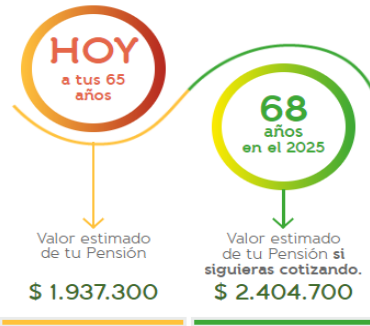 HOY
a tus 65
años
68
años
en el 2025
Valor estimado
de tu Pensión
$ 1.937.300
Valor estimado
de tu Pensión si
siguieras cotizando.
$ 2.404.700